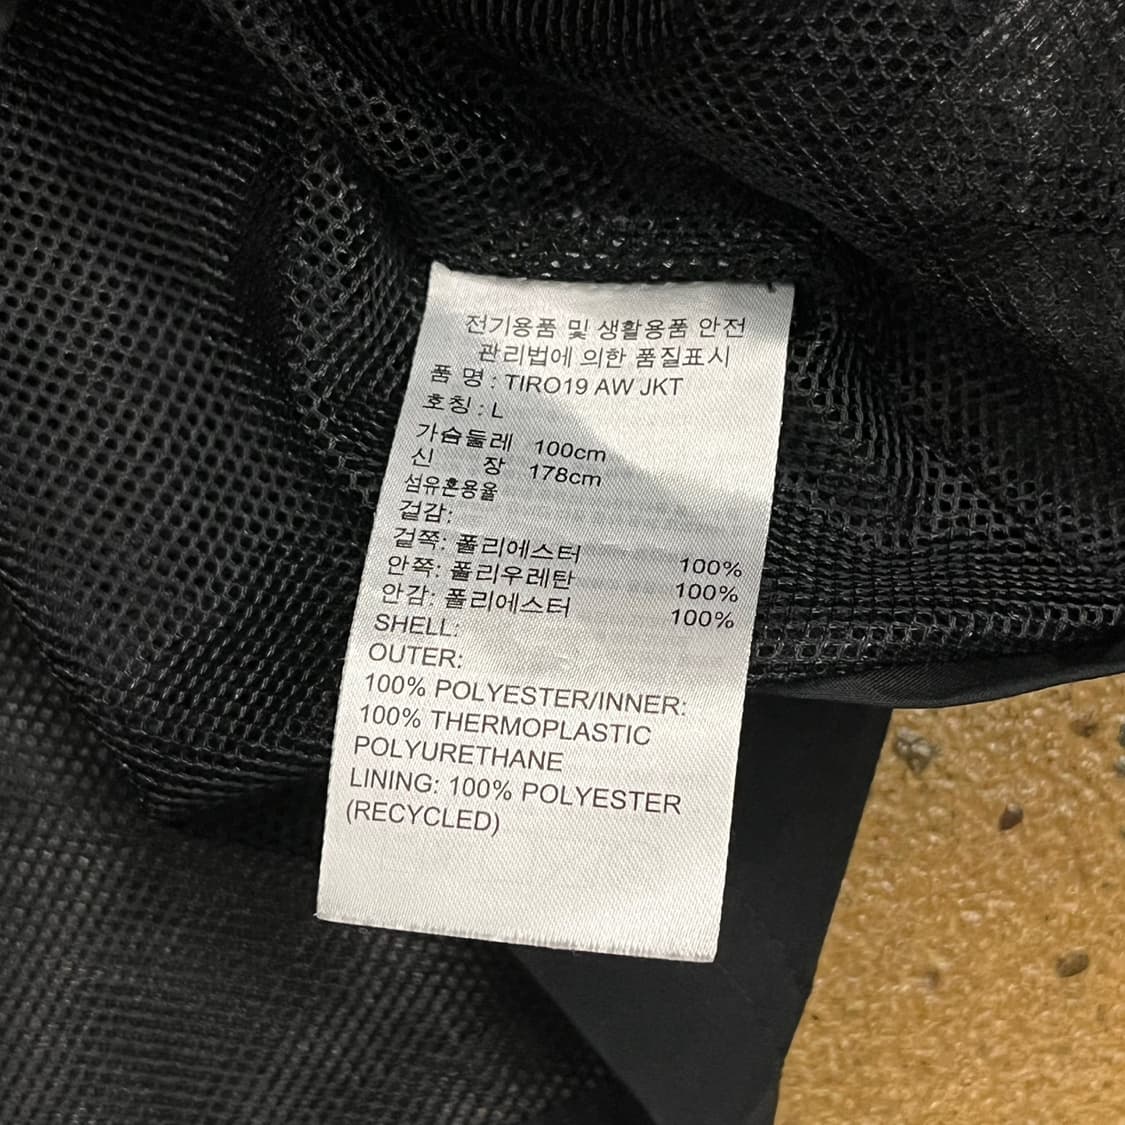 전기용품 및 생활용품 안전
관리법에 의한 품질표시
품 명 : TIRO19 AW JKT
호칭 : L
가슴둘레 100cm
신 장 178cm
섬유혼용율
겉감:
겉쪽: 폴리에스터 100%
안쪽: 폴리우레탄 100%
안감: 폴리에스터 100%
SHELL:
OUTER:
100% POLYESTER/INNER:
100% THERMOPLASTIC
POLYURETHANE
LINING: 100% POLYESTER
(RECYCLED)